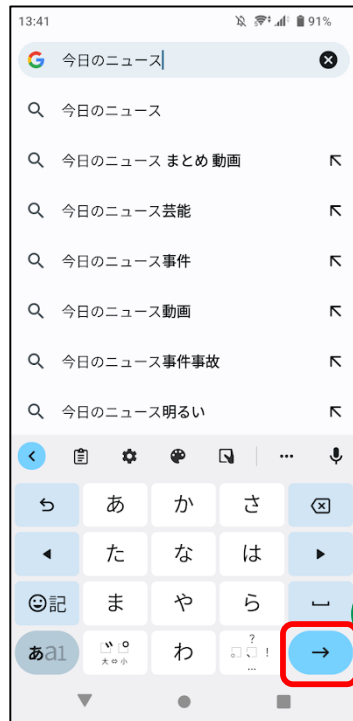 13:41 91%
今日のニュース
今日のニュース
今日のニュース まとめ 動画
今日のニュース芸能
今日のニュース事件
今日のニュース動画
今日のニュース事件事故
今日のニュース明るい
あ か さ
た な は
記 ま や ら
あa1 大⇔小 わ ? ! …